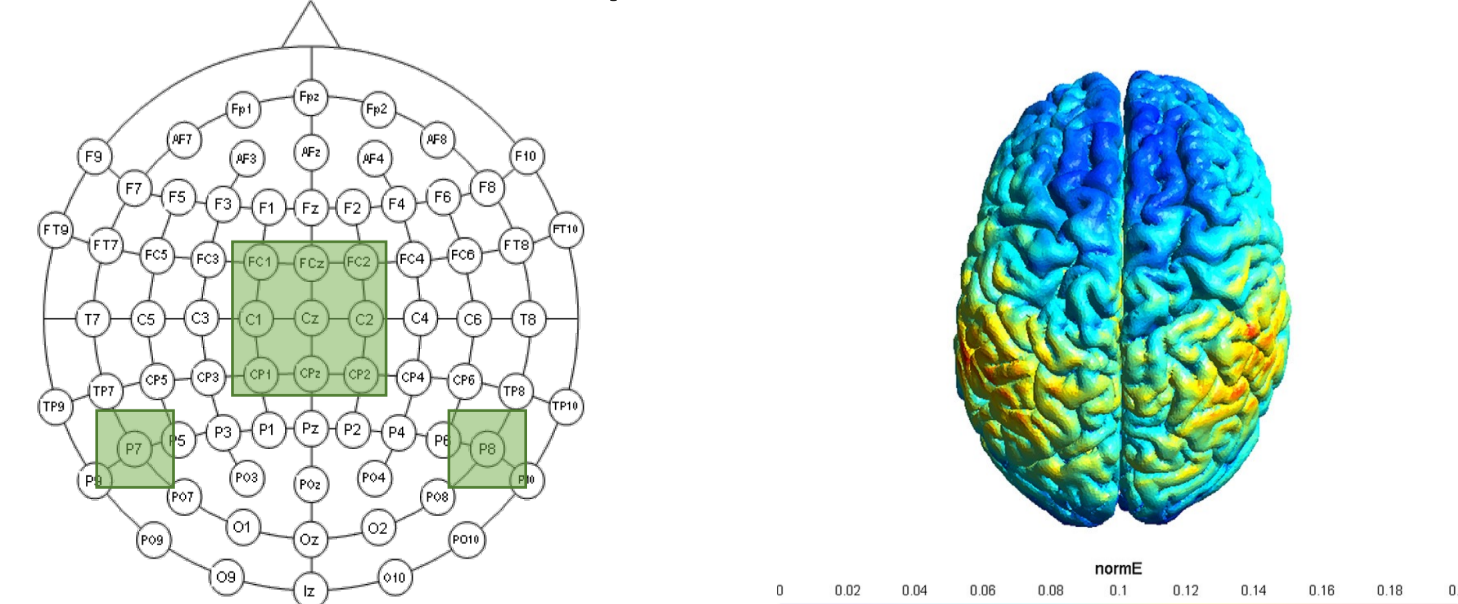 Fpz
Fp1 Fp2
AF7 AF3 AFz AF4 AF8
F9 F10
F7 F5 F3 F1 Fz F2 F4 F6 F8
FT9 FT7 FC5 FC3 FC1 FCz FC2 FC4 FC6 FT8 FT10
T7 C5 C3 C1 Cz C2 C4 C6 T8
TP9 TP7 CP5 CP3 CP1 CPz CP2 CP4 CP6 TP8 TP10
P7 P5 P3 P1 Pz P2 P4 P6 P8
P9 PO7 PO3 POz PO4 PO8 P10
PO9 O1 Oz O2 PO10
O9 Iz O10
normE
0 0.02 0.04 0.06 0.08 0.1 0.12 0.14 0.16 0.18